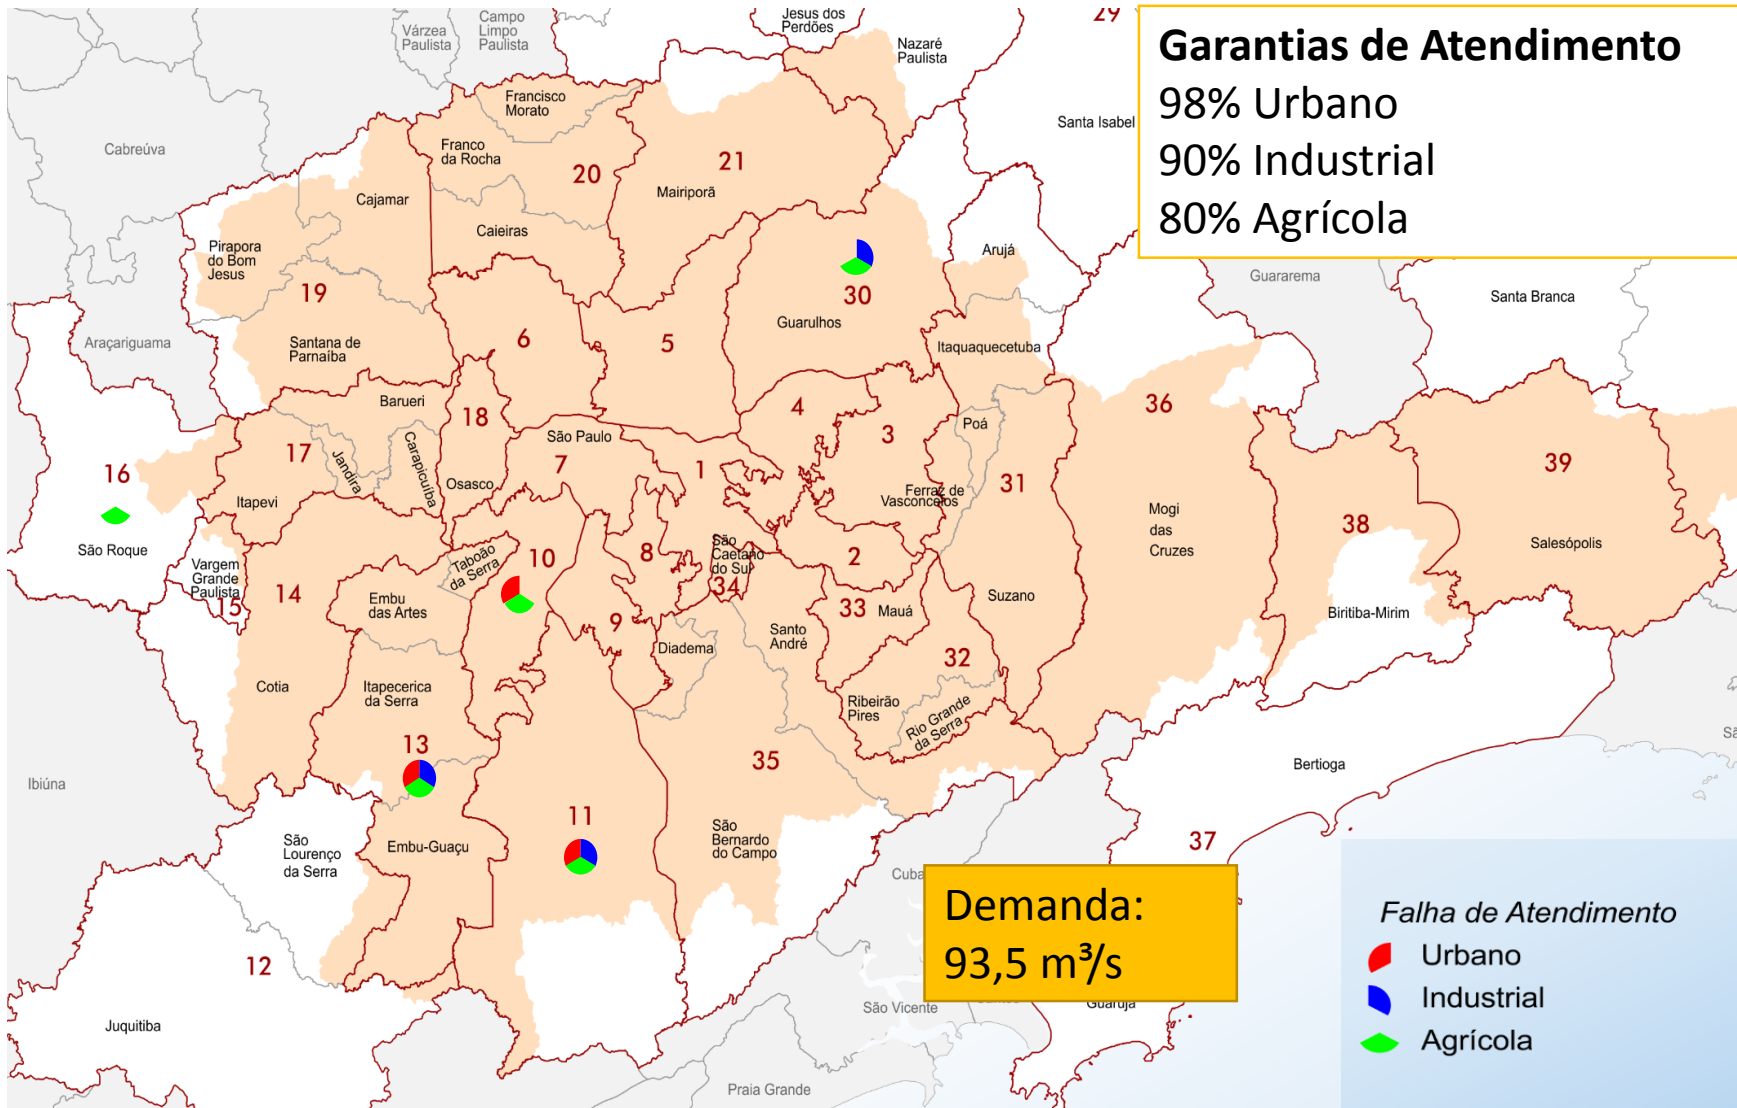 Jesus dos
Perdões
29
Campo
Limpo
Paulista
Várzea
Paulista
Nazaré
Paulista
Garantias de Atendimento
98% Urbano
90% Industrial
80% Agrícola
Francisco
Morato
Santa Isabel
Cabreúva
Franco
da Rocha
20
21
Mairiporã
Cajamar
Caieiras
Pirapora
do Bom
Jesus
Arujá
Guararema
Santa Branca
19
30
Guarulhos
Araçariguama
Santana de
Parnaíba
6
5
Itaquaquecetuba
Barueri
18
4
36
Poá
3
São Paulo
7
17
Jandira
Carapicuíba
16
1
39
Itapevi
Osasco
Ferraz de
Vasconcelos
31
Mogi
das
Cruzes
38
São Roque
Vargem
Grande
Paulista
15
14
Taboão
da Serra
10
8
São
Caetano
do Sul
34
2
Salesópolis
Embu
das Artes
9
33
Mauá
Suzano
Biritiba-Mirim
Diadema
Santo
André
32
Cotia
Itapecerica
da Serra
Ribeirão
Pires
Rio Grande
da Serra
13
35
Bertioga
Ibiúna
11
São
Lourenço
da Serra
Embu-Guaçu
São
Bernardo
do Campo
37
Cuba
Demanda:
93,5 m³/s
12
Falha de Atendimento
Urbano
Industrial
Agrícola
São Vicente
Guarujá
Juquitiba
Praia Grande